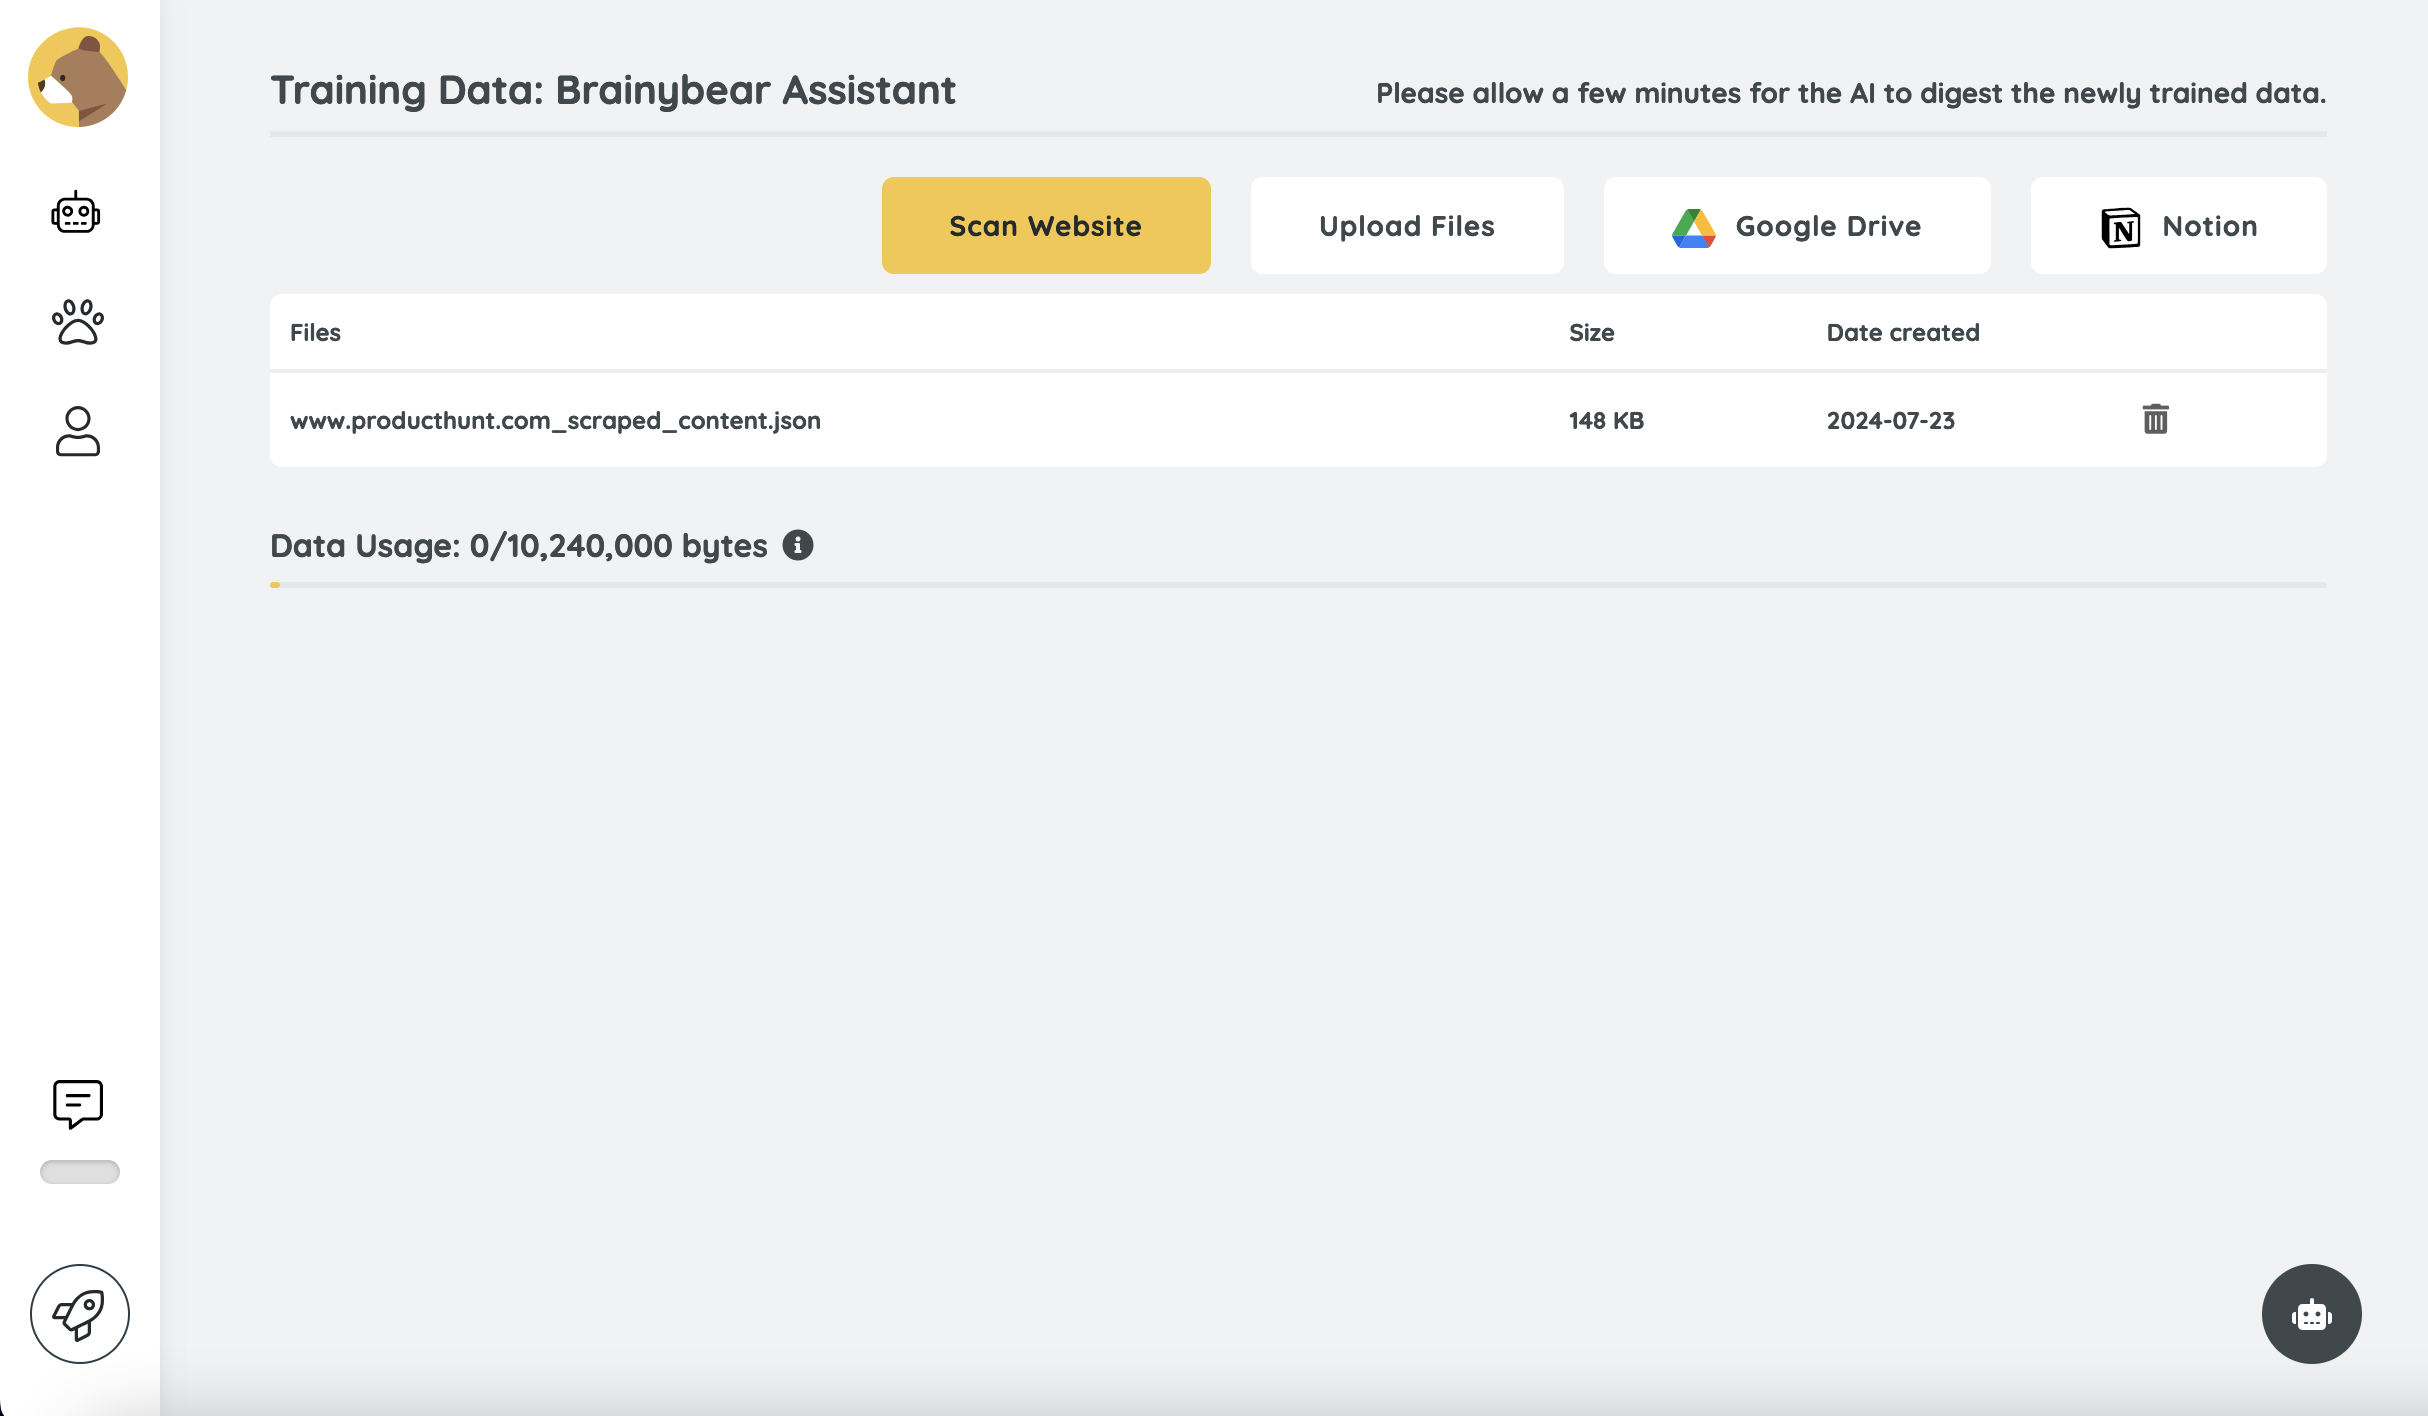 Training Data: Brainybear Assistant
Please allow a few minutes for the AI to digest the newly trained data.
Scan Website
Upload Files
Google Drive
N Notion
Files Size Date created
www.producthunt.com_scraped_content.json 148 KB 2024-07-23
Data Usage: 0/10,240,000 bytes